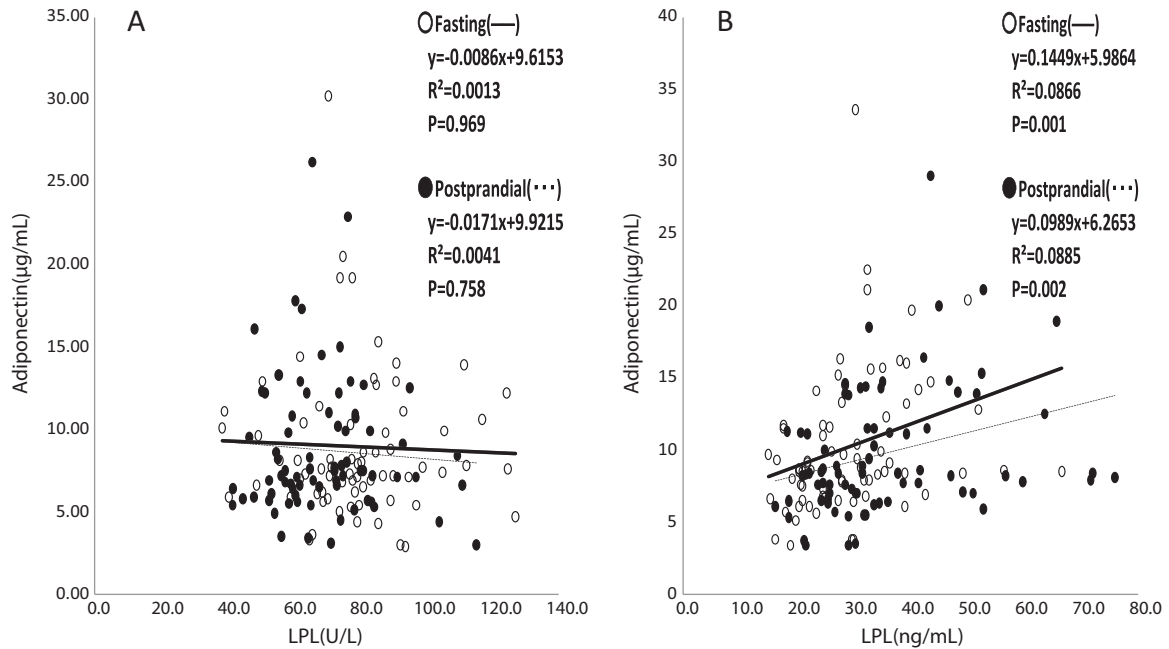 A
○Fasting(—)
y=-0.0086x+9.6153
R²=0.0013
P=0.969
●Postprandial(···)
y=-0.0171x+9.9215
R²=0.0041
P=0.758
35.00
30.00
25.00
20.00
15.00
10.00
5.00
0.00
Adiponectin(μg/mL)
0.0 20.0 40.0 60.0 80.0 100.0 120.0 140.0
LPL(U/L)
B
○Fasting(—)
y=0.1449x+5.9864
R²=0.0866
P=0.001
●Postprandial(···)
y=0.0989x+6.2653
R²=0.0885
P=0.002
40
35
30
25
20
15
10
5
0
Adiponectin(μg/mL)
0.0 10.0 20.0 30.0 40.0 50.0 60.0 70.0 80.0
LPL(ng/mL)